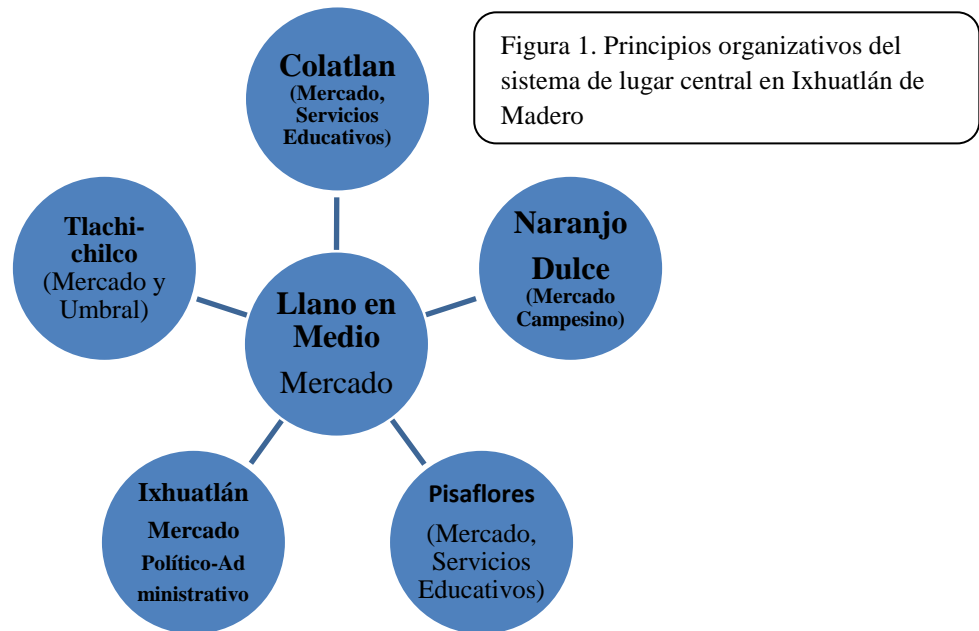 Figura 1. Principios organizativos del
sistema de lugar central en Ixhuatlán de
Madero
Colatlan
(Mercado,
Servicios
Educativos)
Tlachi-
chilco
(Mercado y
Umbral)
Naranjo
Dulce
(Mercado
Campesino)
Llano en
Medio
Mercado
Ixhuatlán
Mercado
Político-Ad
ministrativo
Pisaflores
(Mercado,
Servicios
Educativos)